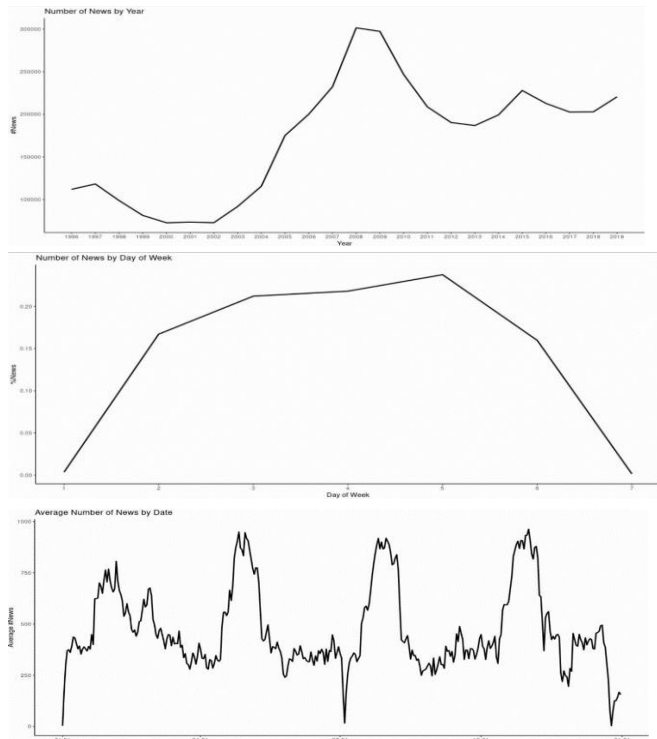 Number of News by Year
300000
250000
200000
150000
100000
#News
1996 1997 1998 1999 2000 2001 2002 2003 2004 2005 2006 2007 2008 2009 2010 2011 2012 2013 2014 2015 2016 2017 2018 2019
Year
Number of News by Day of Week
0.20
0.15
0.10
0.05
0.00
%News
1 2 3 4 5 6 7
Day of Week
Average Number of News by Date
1000
750
500
250
0
Average #News